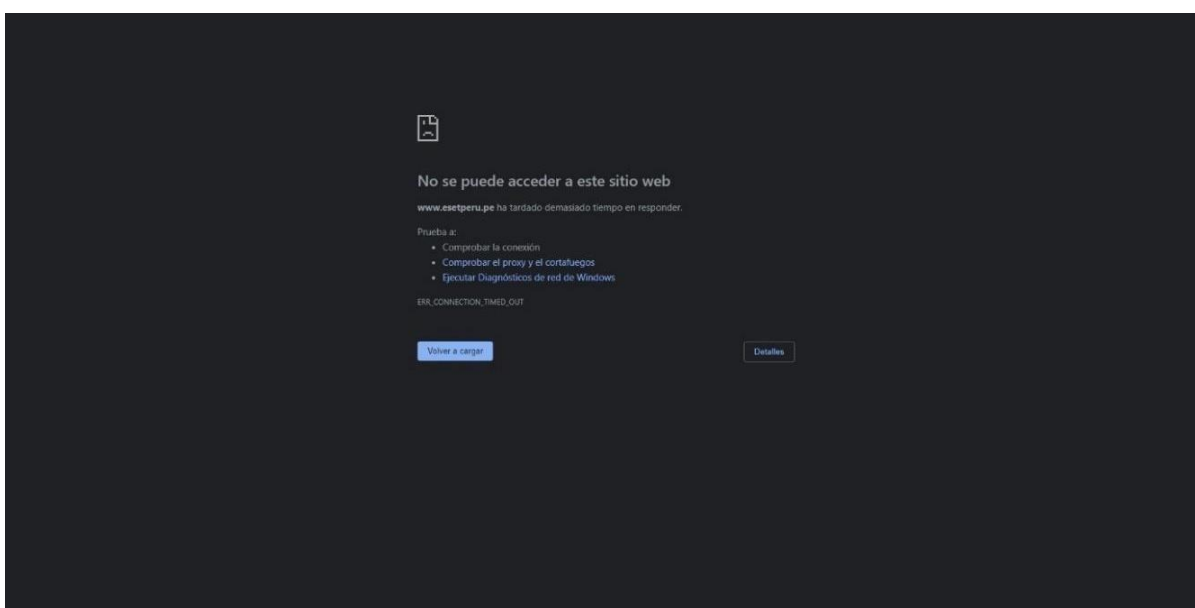 No se puede acceder a este sitio web
www.esetperu.pe ha tardado demasiado tiempo en responder.
Prueba a:
Comprobar la conexión
Comprobar el proxy y el cortafuegos
Ejecutar Diagnósticos de red de Windows
ERR_CONNECTION_TIMED_OUT
Volver a cargar
Detalles